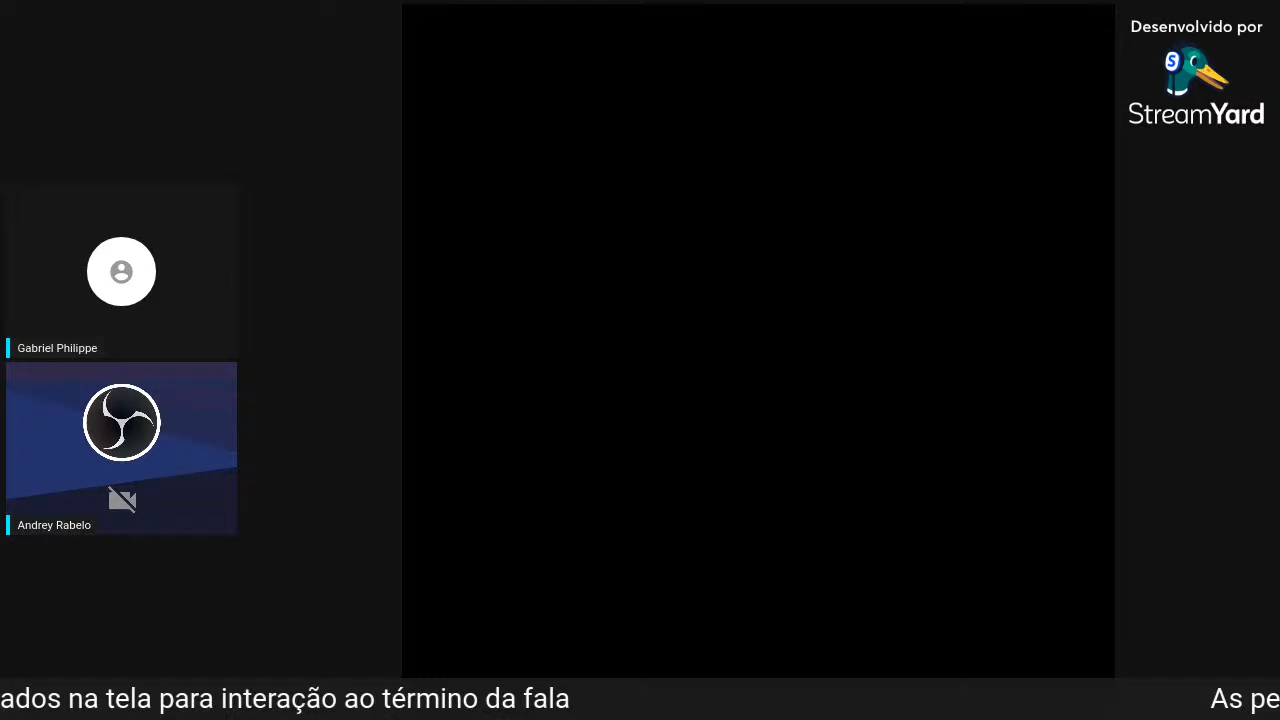 Desenvolvido por
StreamYard
Gabriel Philippe
Andrey Rabelo
ados na tela para interação ao término da fala
As pe